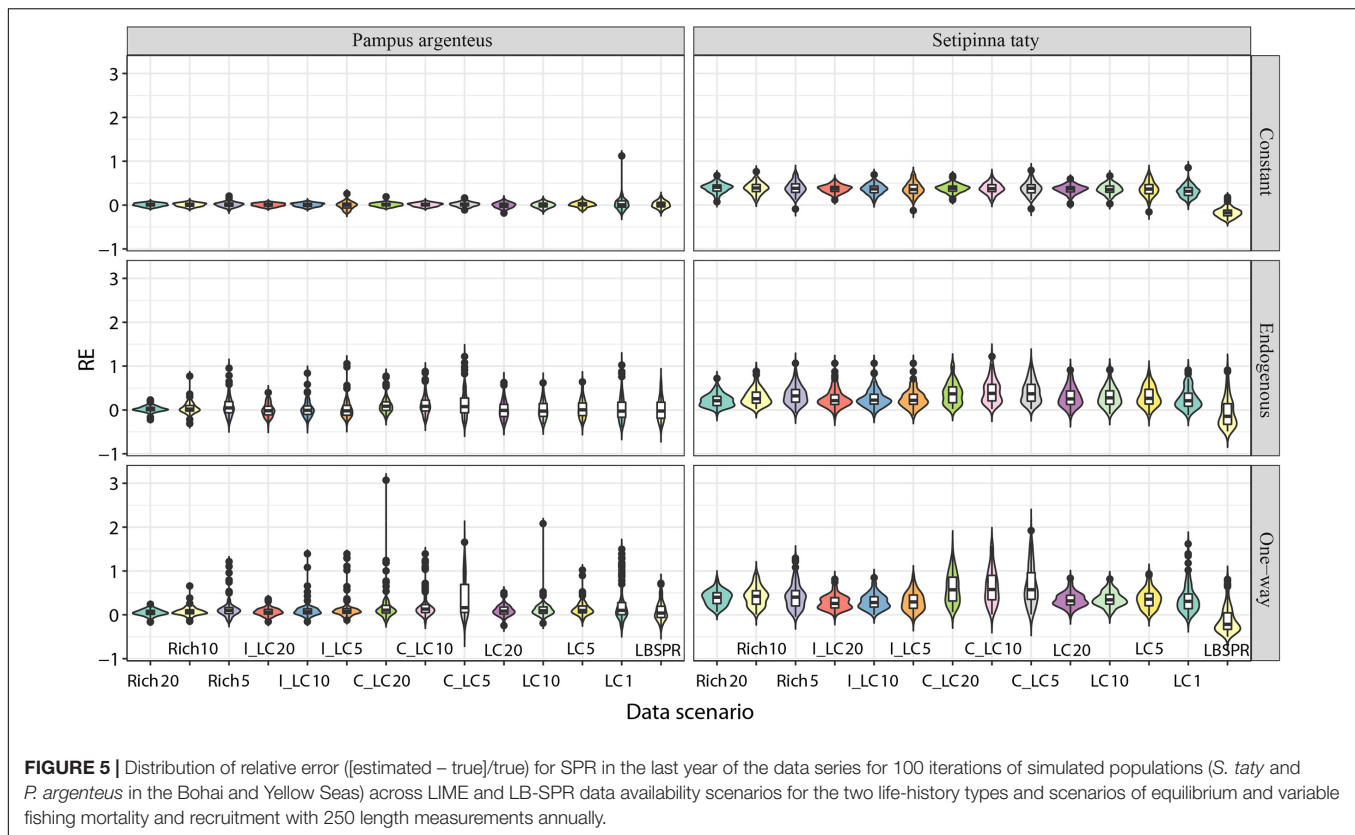 Pampus argenteus
Setipinna taty
3
2
1
0
−1
Constant
3
2
1
0
−1
Endogenous
3
2
1
0
−1
One−way
RE
Rich10 I_LC20 I_LC5 C_LC10 LC20 LC5 LBSPR
Rich10 I_LC20 I_LC5 C_LC10 LC20 LC5 LBSPR
Rich20 Rich5 I_LC10 C_LC20 C_LC5 LC10 LC1
Rich20 Rich5 I_LC10 C_LC20 C_LC5 LC10 LC1
Data scenario
FIGURE 5 | Distribution of relative error ([estimated – true]/true) for SPR in the last year of the data series for 100 iterations of simulated populations (S. taty and
P. argenteus in the Bohai and Yellow Seas) across LIME and LB-SPR data availability scenarios for the two life-history types and scenarios of equilibrium and variable
fishing mortality and recruitment with 250 length measurements annually.